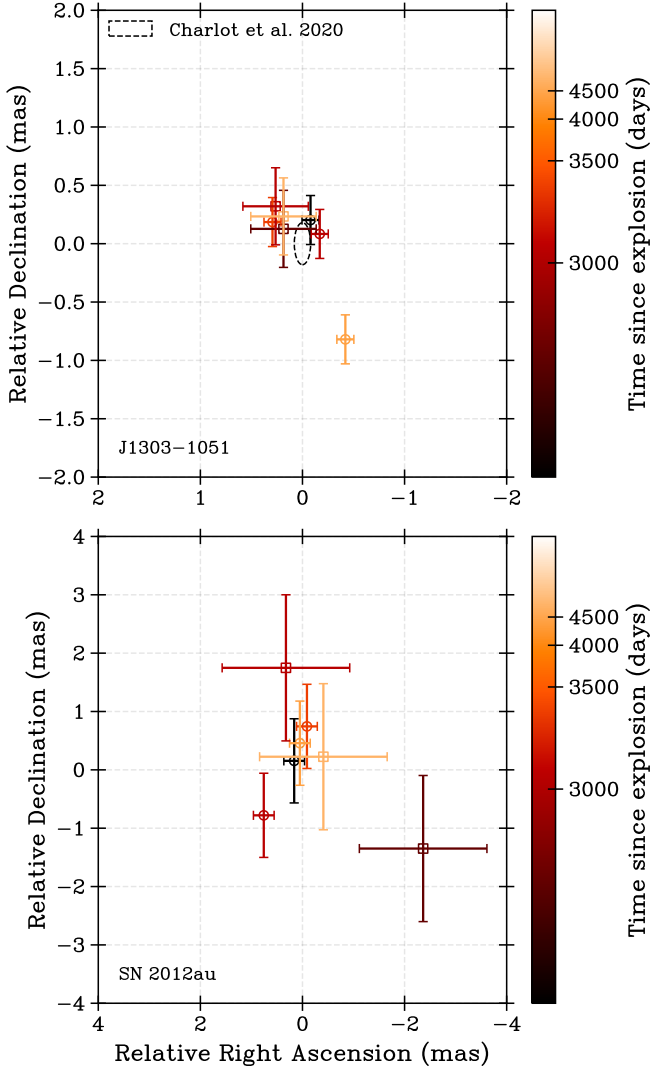 2.0
1.5
1.0
0.5
0.0
−0.5
−1.0
−1.5
−2.0
Relative Declination (mas)
Charlot et al. 2020
J1303−1051
2 1 0 −1 −2
4500
4000
3500
3000
Time since explosion (days)
4
3
2
1
0
−1
−2
−3
−4
Relative Declination (mas)
SN 2012au
4 2 0 −2 −4
Relative Right Ascension (mas)
4500
4000
3500
3000
Time since explosion (days)